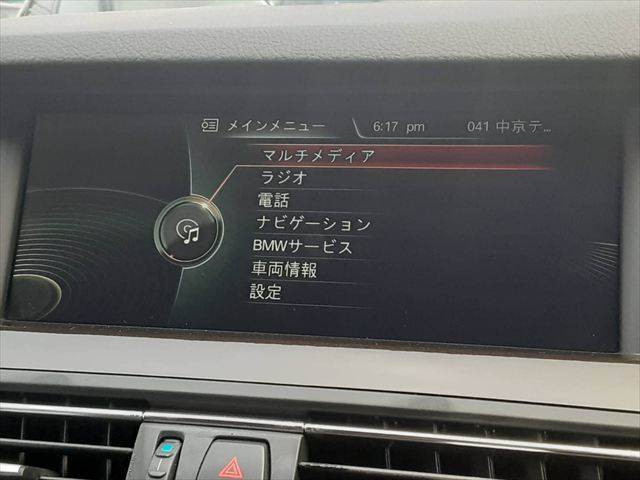 メインメニュー 6:17 pm 041 中京テ...
マルチメディア
ラジオ
電話
ナビゲーション
BMWサービス
車両情報
設定